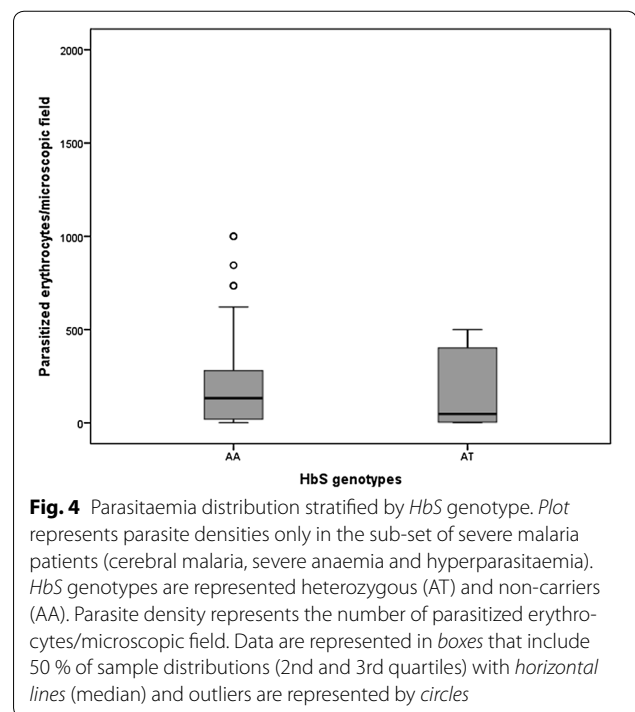 2000
1500
1000
500
0
Parasitized erythrocytes/microscopic field
AA AT
HbS genotypes
Fig. 4 Parasitaemia distribution stratified by HbS genotype. Plot
represents parasite densities only in the sub-set of severe malaria
patients (cerebral malaria, severe anaemia and hyperparasitaemia).
HbS genotypes are represented heterozygous (AT) and non-carriers
(AA). Parasite density represents the number of parasitized erythro-
cytes/microscopic field. Data are represented in boxes that include
50 % of sample distributions (2nd and 3rd quartiles) with horizontal
lines (median) and outliers are represented by circles